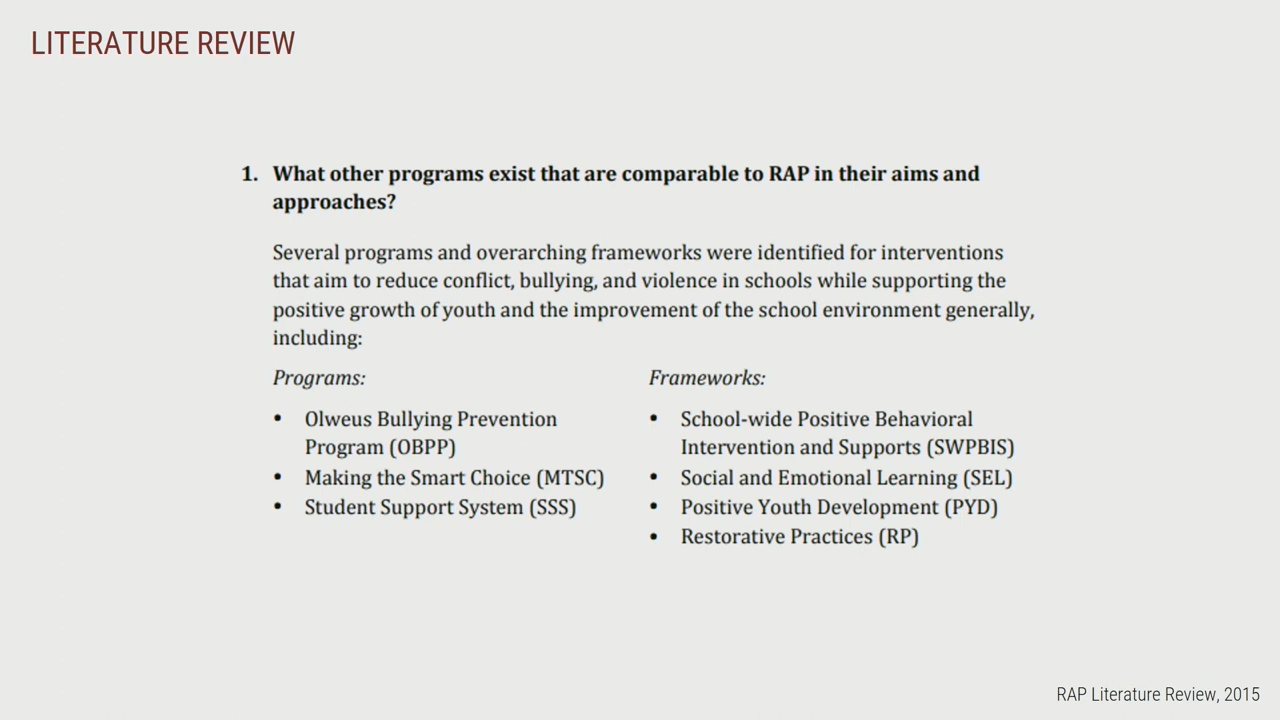 LITERATURE REVIEW
1. What other programs exist that are comparable to RAP in their aims and
approaches?
Several programs and overarching frameworks were identified for interventions
that aim to reduce conflict, bullying, and violence in schools while supporting the
positive growth of youth and the improvement of the school environment generally,
including:
Programs:
• Olweus Bullying Prevention
Program (OBPP)
• Making the Smart Choice (MTSC)
• Student Support System (SSS)
Frameworks:
• School-wide Positive Behavioral
Intervention and Supports (SWPBIS)
• Social and Emotional Learning (SEL)
• Positive Youth Development (PYD)
• Restorative Practices (RP)
RAP Literature Review, 2015